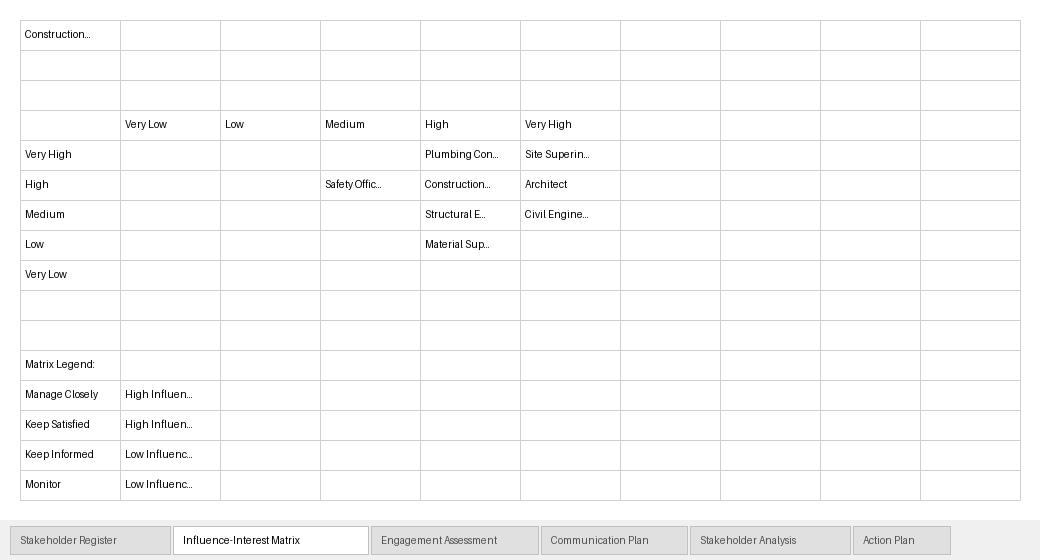 Construction...
Very Low Low Medium High Very High
Very High Plumbing Con... Site Superin...
High Safety Offic... Construction... Architect
Medium Structural E... Civil Engine...
Low Material Sup...
Very Low
Matrix Legend:
Manage Closely High Influen...
Keep Satisfied High Influen...
Keep Informed Low Influenc...
Monitor Low Influenc...
Stakeholder Register Influence-Interest Matrix Engagement Assessment Communication Plan Stakeholder Analysis Action Plan